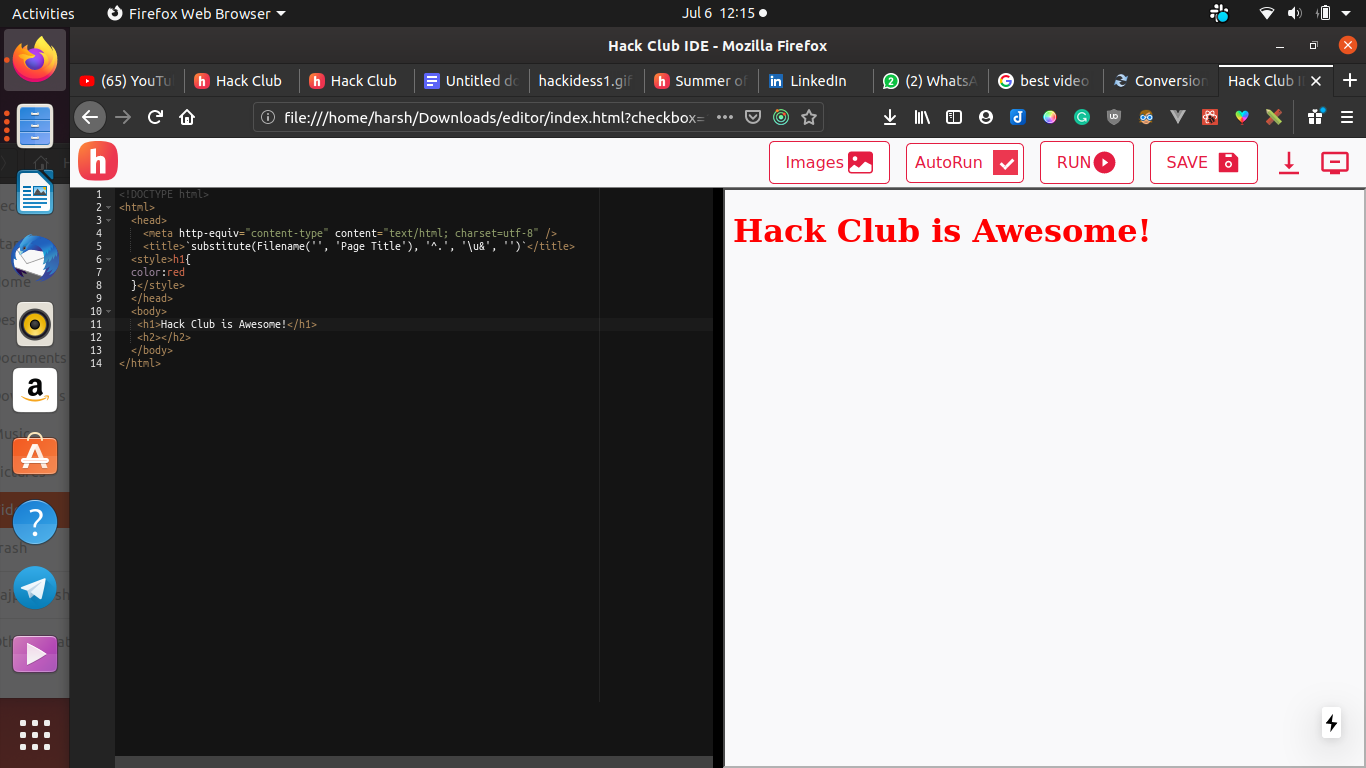 Activities Firefox Web Browser Jul 6 12:15
Hack Club IDE - Mozilla Firefox
(65) YouTu Hack Club Hack Club Untitled do hackidess1.gif Summer of LinkedIn (2) WhatsA best video Conversion Hack Club I
file:///home/harsh/Downloads/editor/index.html?checkbox=
h Images AutoRun RUN SAVE
1 <!DOCTYPE html>
2 <html>
3 <head>
4 <meta http-equiv="content-type" content="text/html; charset=utf-8" />
5 <title>`substitute(Filename('', 'Page Title'), '^.', '\u&', '')`</title>
6 <style>h1{
7 color:red
8 }</style>
9 </head>
10 <body>
11 <h1>Hack Club is Awesome!</h1>
12 <h2></h2>
13 </body>
14 </html>
Hack Club is Awesome!